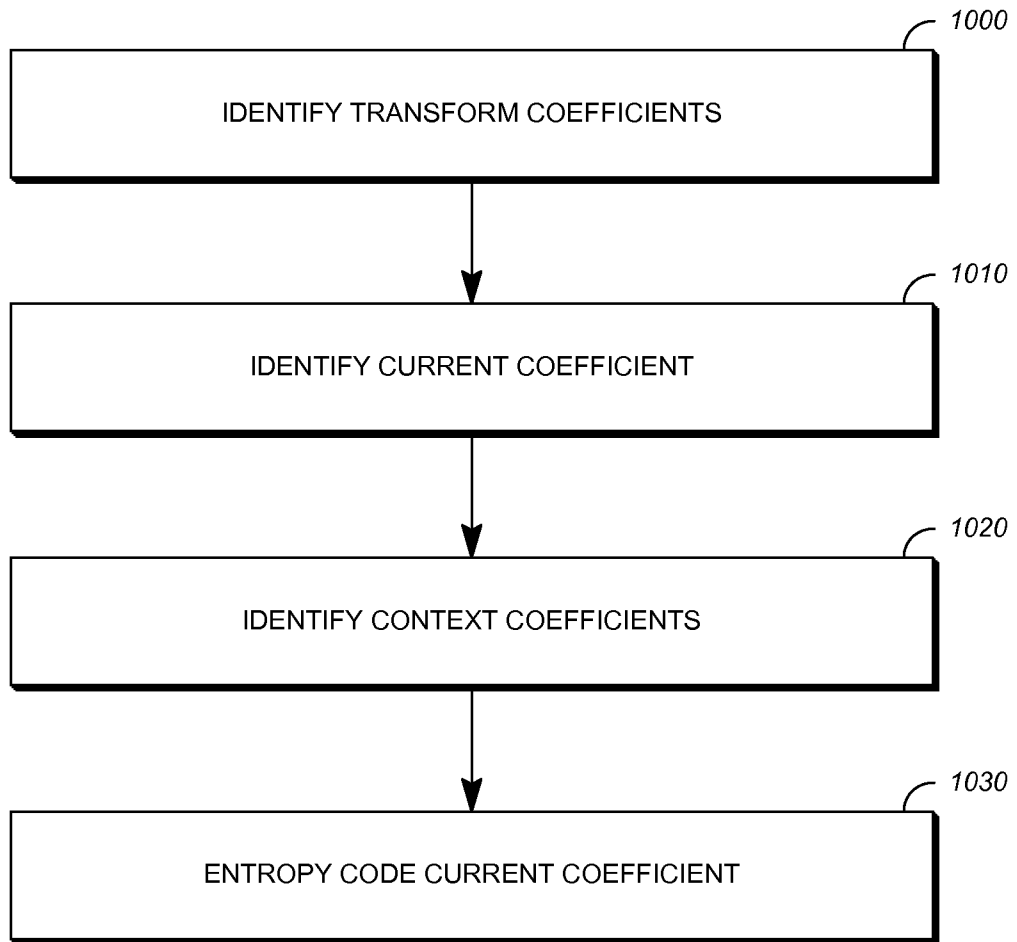 1000
IDENTIFY TRANSFORM COEFFICIENTS
1010
IDENTIFY CURRENT COEFFICIENT
1020
IDENTIFY CONTEXT COEFFICIENTS
1030
ENTROPY CODE CURRENT COEFFICIENT